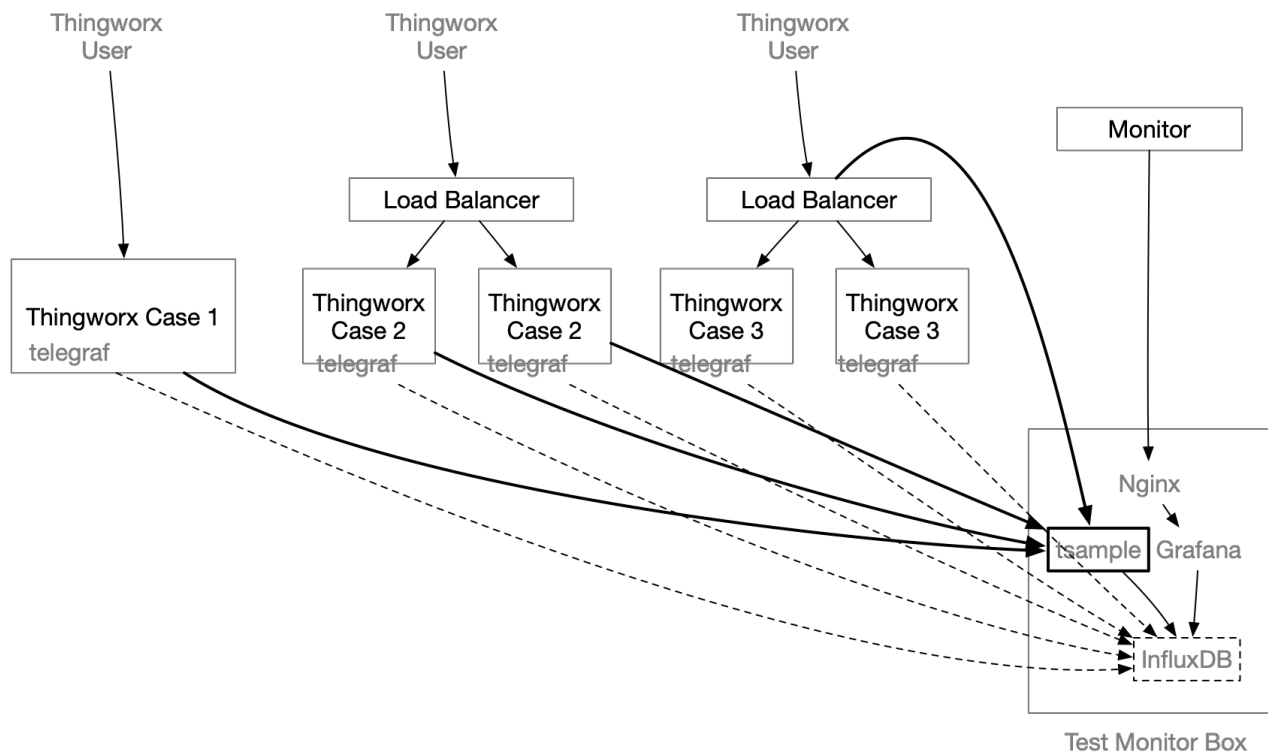 Thingworx
User
Thingworx
User
Thingworx
User
Monitor
Load Balancer
Load Balancer
Thingworx Case 1
telegraf
Thingworx
Case 2
telegraf
Thingworx
Case 2
telegraf
Thingworx
Case 3
telegraf
Thingworx
Case 3
telegraf
Nginx
tsample
Grafana
InfluxDB
Test Monitor Box